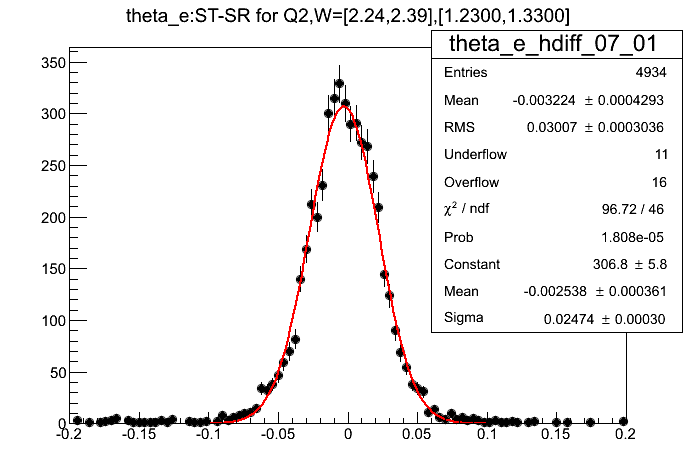 theta_e:ST-SR for Q2,W=[2.24,2.39],[1.2300,1.3300]
theta_e_hdiff_07_01
Entries 4934
Mean -0.003224 ± 0.0004293
RMS 0.03007 ± 0.0003036
Underflow 11
Overflow 16
χ² / ndf 96.72 / 46
Prob 1.808e-05
Constant 306.8 ± 5.8
Mean -0.002538 ± 0.000361
Sigma 0.02474 ± 0.00030
350
300
250
200
150
100
50
0
-0.2 -0.15 -0.1 -0.05 0 0.05 0.1 0.15 0.2